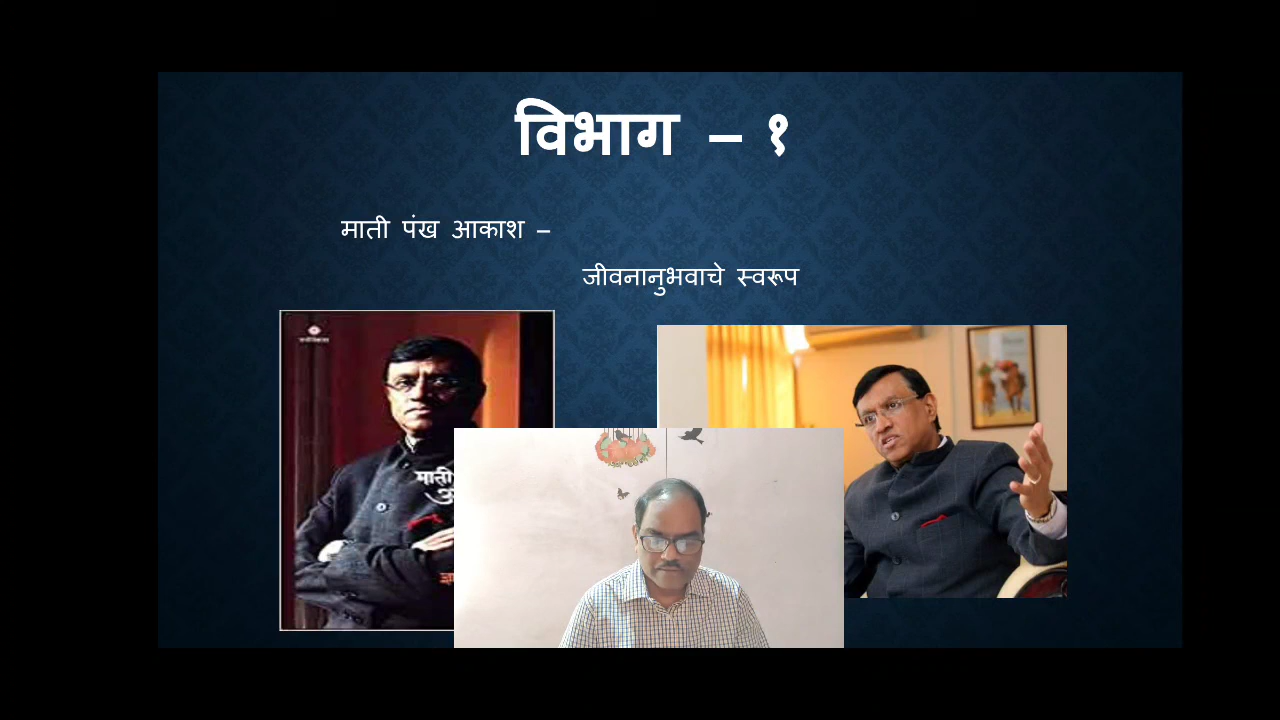 विभाग – १
माती पंख आकाश –
जीवनानुभवाचे स्वरूप
माती